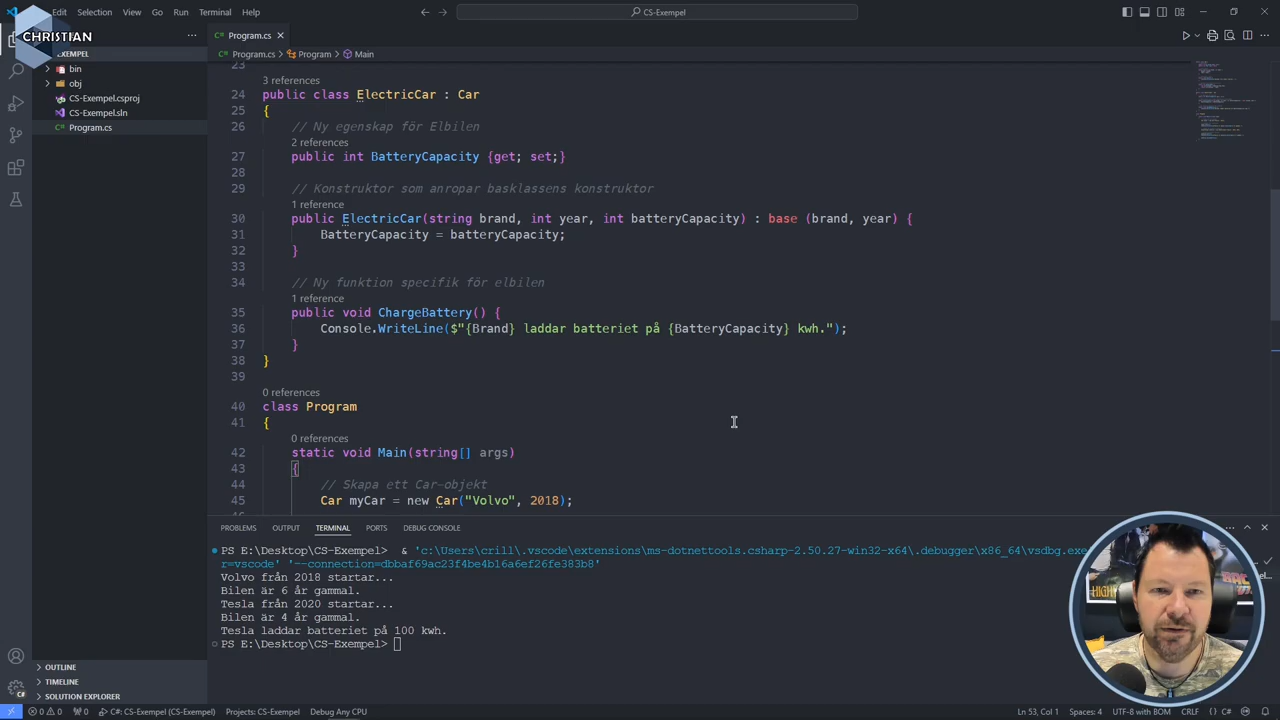 CHRISTIAN
Edit Selection View Go Run Terminal Help
CS-Exempel
EXEMPEL
bin
obj
CS-Exempel.csproj
CS-Exempel.sln
Program.cs
OUTLINE
TIMELINE
SOLUTION EXPLORER
Program.cs
Program.cs > Program > Main
23
3 references
24 public class ElectricCar : Car
25 {
26 // Ny egenskap för Elbilen
2 references
27 public int BatteryCapacity {get; set;}
28
29 // Konstruktor som anropar basklassens konstruktor
1 reference
30 public ElectricCar(string brand, int year, int batteryCapacity) : base (brand, year) {
31 BatteryCapacity = batteryCapacity;
32 }
33
34 // Ny funktion specifik för elbilen
1 reference
35 public void ChargeBattery() {
36 Console.WriteLine($"{Brand} laddar batteriet på {BatteryCapacity} kwh.");
37 }
38 }
39
0 references
40 class Program
41 {
0 references
42 static void Main(string[] args)
43 {
44 // Skapa ett Car-objekt
45 Car myCar = new Car("Volvo", 2018);
PROBLEMS OUTPUT TERMINAL PORTS DEBUG CONSOLE
PS E:\Desktop\CS-Exempel> & 'c:\Users\crill\.vscode\extensions\ms-dotnettools.csharp-2.50.27-win32-x64\.debugger\x86_64\vsdbg.exe
r=vscode' '--connection=dbbaf69ac23f4be4b16a6ef26fe383b8'
Volvo från 2018 startar...
Bilen är 6 år gammal.
Tesla från 2020 startar...
Bilen är 4 år gammal.
Tesla laddar batteriet på 100 kwh.
PS E:\Desktop\CS-Exempel>
0 0 0 C#: CS-Exempel (CS-Exempel) Projects: CS-Exempel Debug Any CPU Ln 53, Col 1 Spaces: 4 UTF-8 with BOM CRLF {} C#